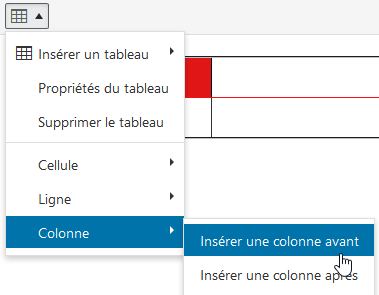 Insérer un tableau
Propriétés du tableau
Supprimer le tableau
Cellule
Ligne
Colonne
Insérer une colonne avant
Insérer une colonne après